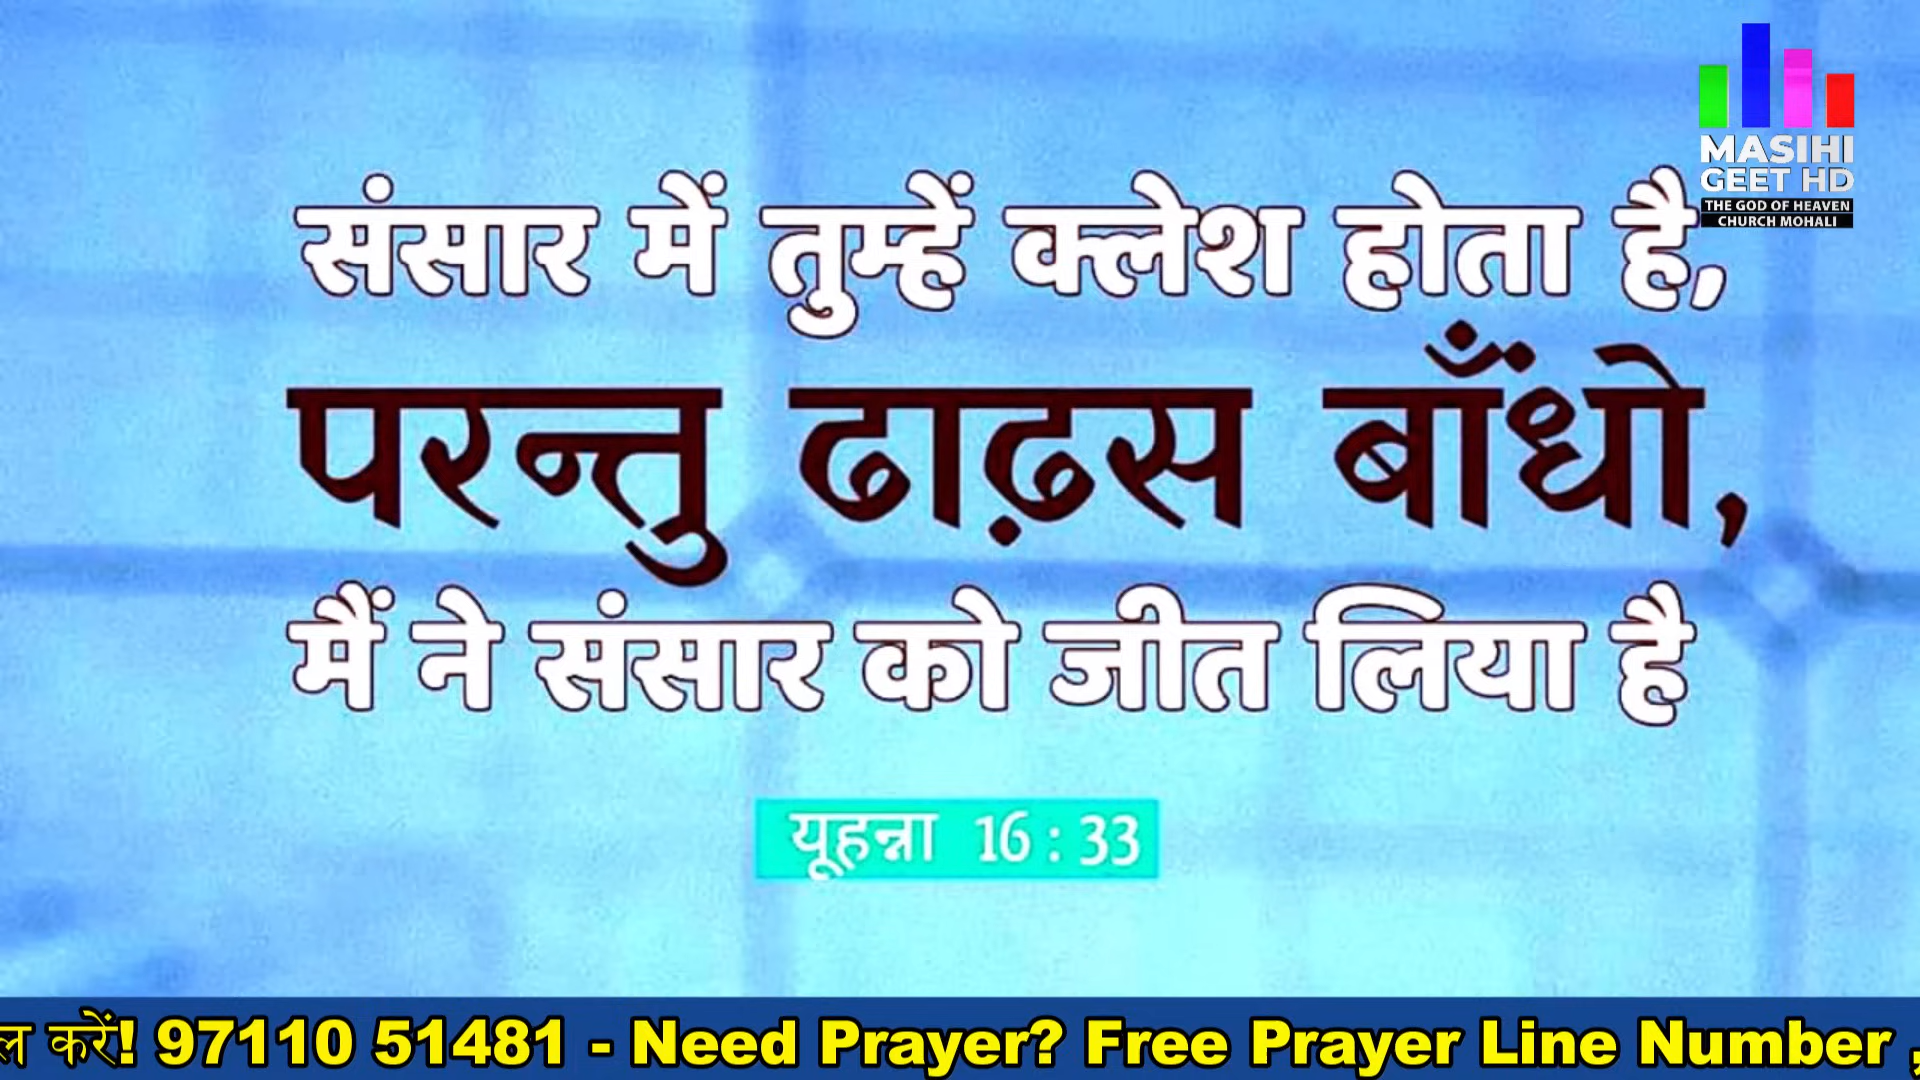 MASIHI
GEET HD
THE GOD OF HEAVEN
CHURCH MOHALI
संसार में तुम्हें क्लेश होता है,
परन्तु ढाढ़स बाँधो,
मैं ने संसार को जीत लिया है
यूहन्ना 16 : 33
करें! 97110 51481 - Need Prayer? Free Prayer Line Number